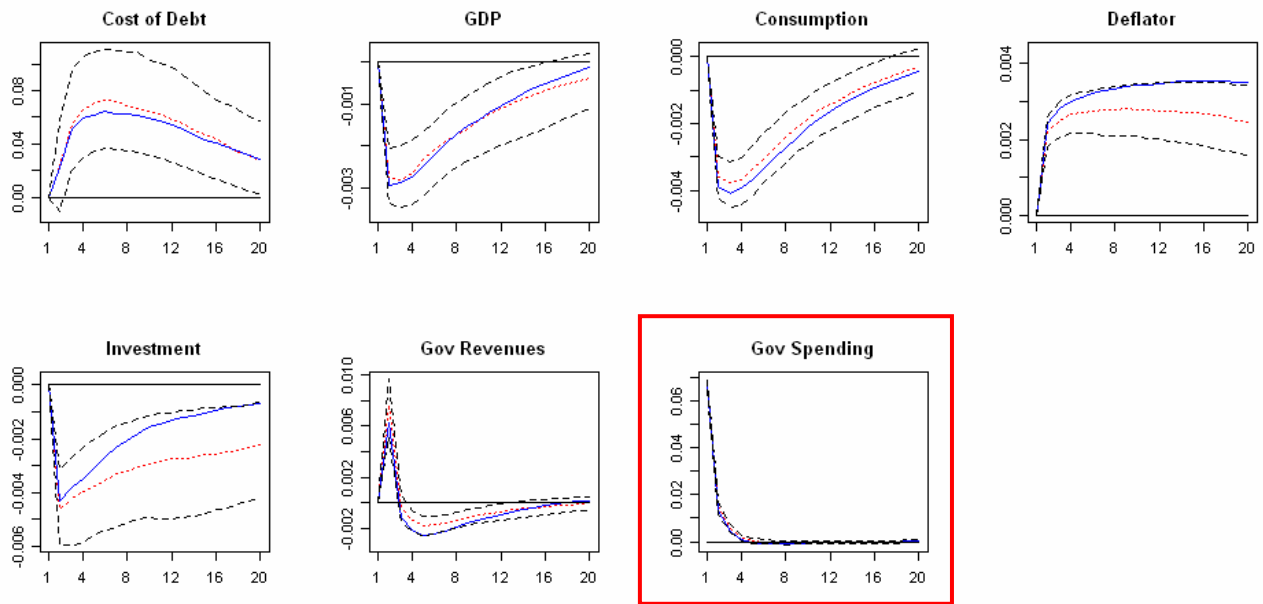 Cost of Debt
0.00 0.04 0.08
1 4 8 12 16 20
GDP
-0.003 -0.001
1 4 8 12 16 20
Consumption
-0.004 -0.002 0.000
1 4 8 12 16 20
Deflator
0.000 0.002 0.004
1 4 8 12 16 20
Investment
-0.006 -0.004 -0.002 0.000
1 4 8 12 16 20
Gov Revenues
-0.002 0.002 0.006 0.010
1 4 8 12 16 20
Gov Spending
0.00 0.02 0.04 0.06
1 4 8 12 16 20